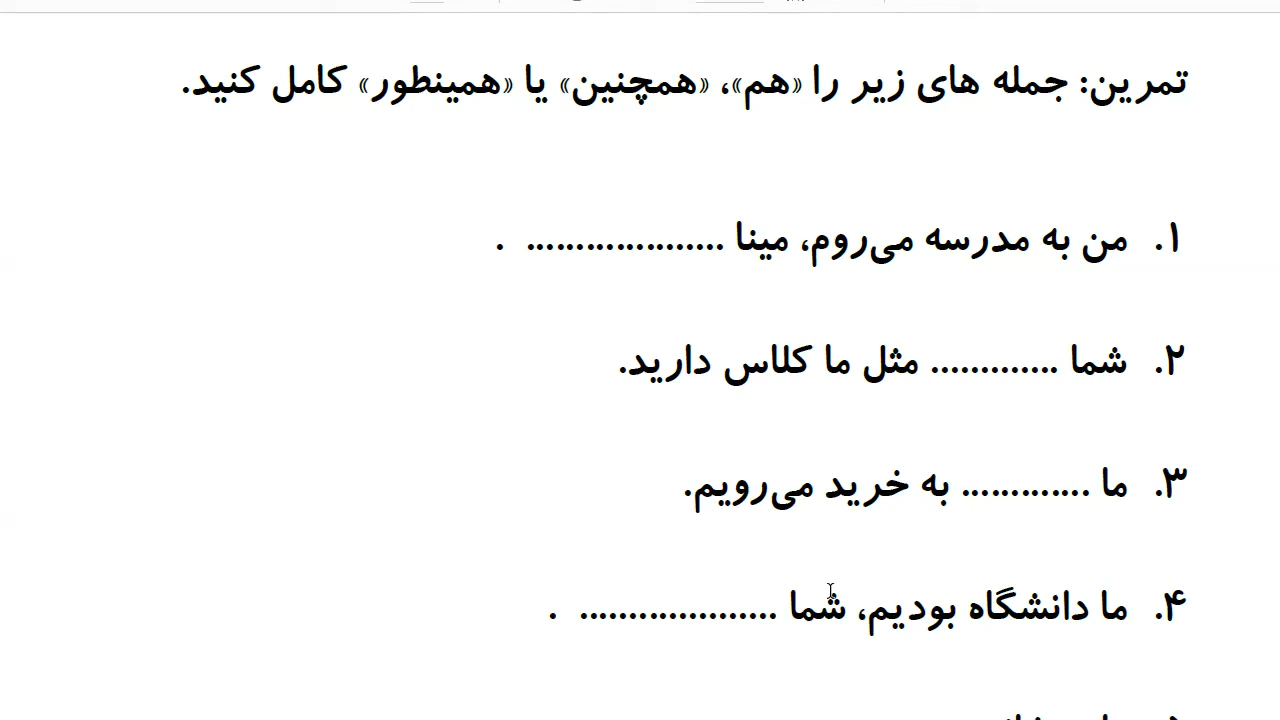 تمرین: جمله های زیر را «هم»، «همچنین» یا «همینطور» کامل کنید.
۱. من به مدرسه می‌روم، مینا .................... .
۲. شما ............. مثل ما کلاس دارید.
۳. ما ............. به خرید می‌رویم.
۴. ما دانشگاه بودیم، شما .................... .